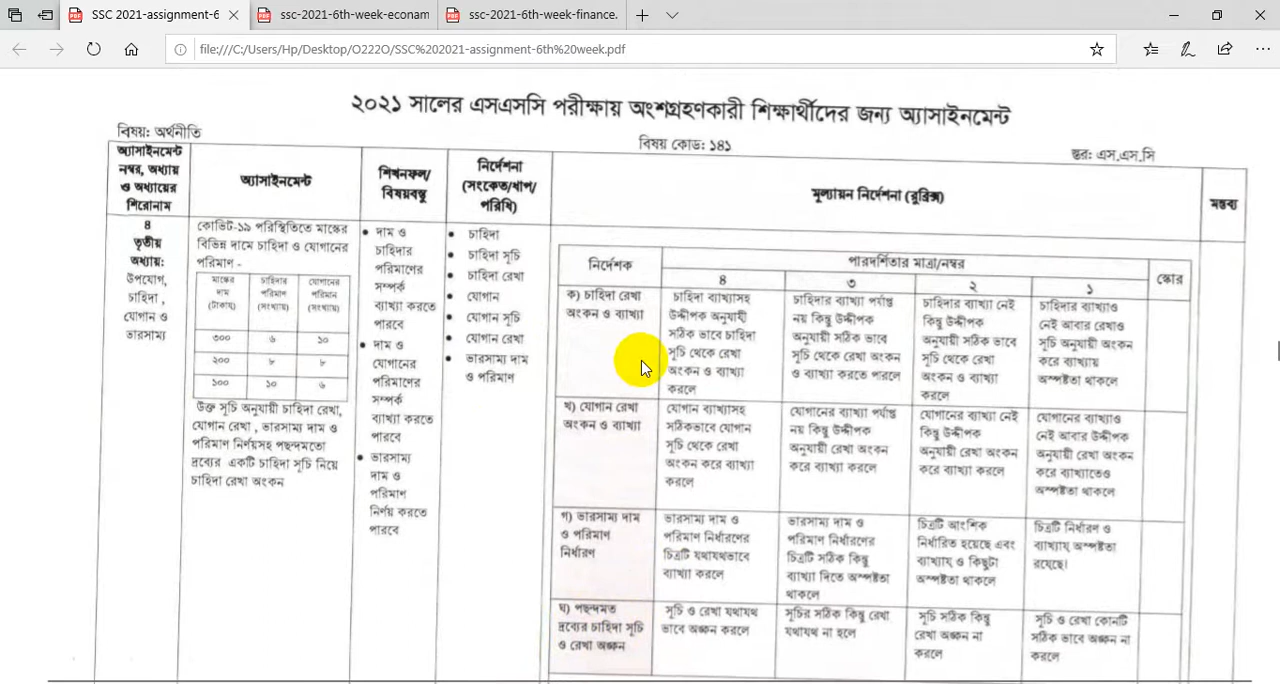 SSC 2021-assignment-6
ssc-2021-6th-week-econam
ssc-2021-6th-week-finance.
file:///C:/Users/Hp/Desktop/O222O/SSC%202021-assignment-6th%20week.pdf
২০২১ সালের এসএসসি পরীক্ষায় অংশগ্রহণকারী শিক্ষার্থীদের জন্য অ্যাসাইনমেন্ট
বিষয়: অর্থনীতি
বিষয় কোড: ১৪১
স্তর: এস.এস.সি
অ্যাসাইনমেন্ট
নম্বর, অধ্যায়
ও অধ্যায়ের
শিরোনাম
অ্যাসাইনমেন্ট
শিখনফল/
বিষয়বস্তু
নির্দেশনা
(সংকেত/ধাপ/
পরিধি)
মূল্যায়ন নির্দেশনা (রুব্রিক্স)
মন্তব্য
৪
তৃতীয়
অধ্যায়:
উপযোগ,
চাহিদা,
যোগান ও
ভারসাম্য
কোভিট-১৯ পরিস্থিতিতে মাস্কের
বিভিন্ন দামে চাহিদা ও যোগানের
পরিমাণ -
মাস্কের
দাম
(টাকায়)
চাহিদার
পরিমাণ
(সংখ্যায়)
যোগানের
পরিমান
(সংখ্যায়)
৩০০ ৬ ১০
২০০ ৮ ৮
১০০ ১০ ৬
উক্ত সূচি অনুযায়ী চাহিদা রেখা,
যোগান রেখা , ভারসাম্য দাম ও
পরিমাণ নির্ণয়সহ পছন্দমতো
দ্রব্যের একটি চাহিদা সূচি নিয়ে
চাহিদা রেখা অংকন
• দাম ও
চাহিদার
পরিমাণের
সম্পর্ক
ব্যাখ্যা করতে
পারবে
• দাম ও
যোগানের
পরিমাণের
সম্পর্ক
ব্যাখ্যা করতে
পারবে
• ভারসাম্য
দাম ও
পরিমাণ
নির্ণয় করতে
পারবে
• চাহিদা
• চাহিদা সূচি
• চাহিদা রেখা
• যোগান
• যোগান সূচি
• যোগান রেখা
• ভারসাম্য দাম
ও পরিমাণ
নির্দেশক
পারদর্শিতার মাত্রা/নম্বর
স্কোর
৪ ৩ ২ ১
ক) চাহিদা রেখা
অংকন ও ব্যাখ্যা
চাহিদা ব্যাখ্যাসহ
উদ্দীপক অনুযায়ী
সঠিক ভাবে চাহিদা
সূচি থেকে রেখা
অংকন ও ব্যাখ্যা
করলে
চাহিদার ব্যাখ্যা পর্যাপ্ত
নয় কিন্তু উদ্দীপক
অনুযায়ী সঠিক ভাবে
সূচি থেকে রেখা অংকন
ও ব্যাখ্যা করতে পারলে
চাহিদার ব্যাখ্যা নেই
কিন্তু উদ্দীপক
অনুযায়ী সঠিক ভাবে
সূচি থেকে রেখা
অংকন ও ব্যাখ্যা
করলে
চাহিদার ব্যাখ্যাও
নেই আবার রেখাও
সূচি অনুযায়ী অংকন
করে ব্যাখ্যায়
অস্পষ্টতা থাকলে
খ) যোগান রেখা
অংকন ও ব্যাখ্যা
যোগান ব্যাখ্যাসহ
সঠিকভাবে যোগান
সূচি থেকে রেখা
অংকন করে ব্যাখ্যা
করলে
যোগানের ব্যাখ্যা পর্যাপ্ত
নয় কিন্তু উদ্দীপক
অনুযায়ী রেখা অংকন
করে ব্যাখ্যা করলে
যোগানের ব্যাখ্যা নেই
কিন্তু উদ্দীপক
অনুযায়ী রেখা অংকন
করে ব্যাখ্যা করলে
যোগানের ব্যাখ্যাও
নেই আবার উদ্দীপক
অনুযায়ী রেখা অংকন
করে ব্যাখ্যাতেও
অস্পষ্টতা থাকলে
গ) ভারসাম্য দাম
ও পরিমাণ
নির্ধারণ
ভারসাম্য দাম ও
পরিমাণ নির্ধারণের
চিত্রটি যথাযথভাবে
ব্যাখ্যা করলে
ভারসাম্য দাম ও
পরিমাণ নির্ধারণের
চিত্রটি সঠিক কিন্তু
ব্যাখ্যা দিতে অস্পষ্টতা
থাকলে
চিত্রটি আংশিক
নির্ধারিত হয়েছে এবং
ব্যাখ্যায় ও কিছুটা
অস্পষ্টতা থাকলে
চিত্রটি নির্ধারণ ও
ব্যাখ্যায় অস্পষ্টতা
রয়েছে।
ঘ) পছন্দমত
দ্রব্যের চাহিদা সূচি
ও রেখা অঙ্কন
সূচি ও রেখা যথাযথ
ভাবে অঙ্কন করলে
সূচির সঠিক কিন্তু রেখা
যথাযথ না হলে
সূচি সঠিক কিন্তু
রেখা অঙ্কন না
করলে
সূচি ও রেখা কোনটি
সঠিক ভাবে অঙ্কন না
করলে